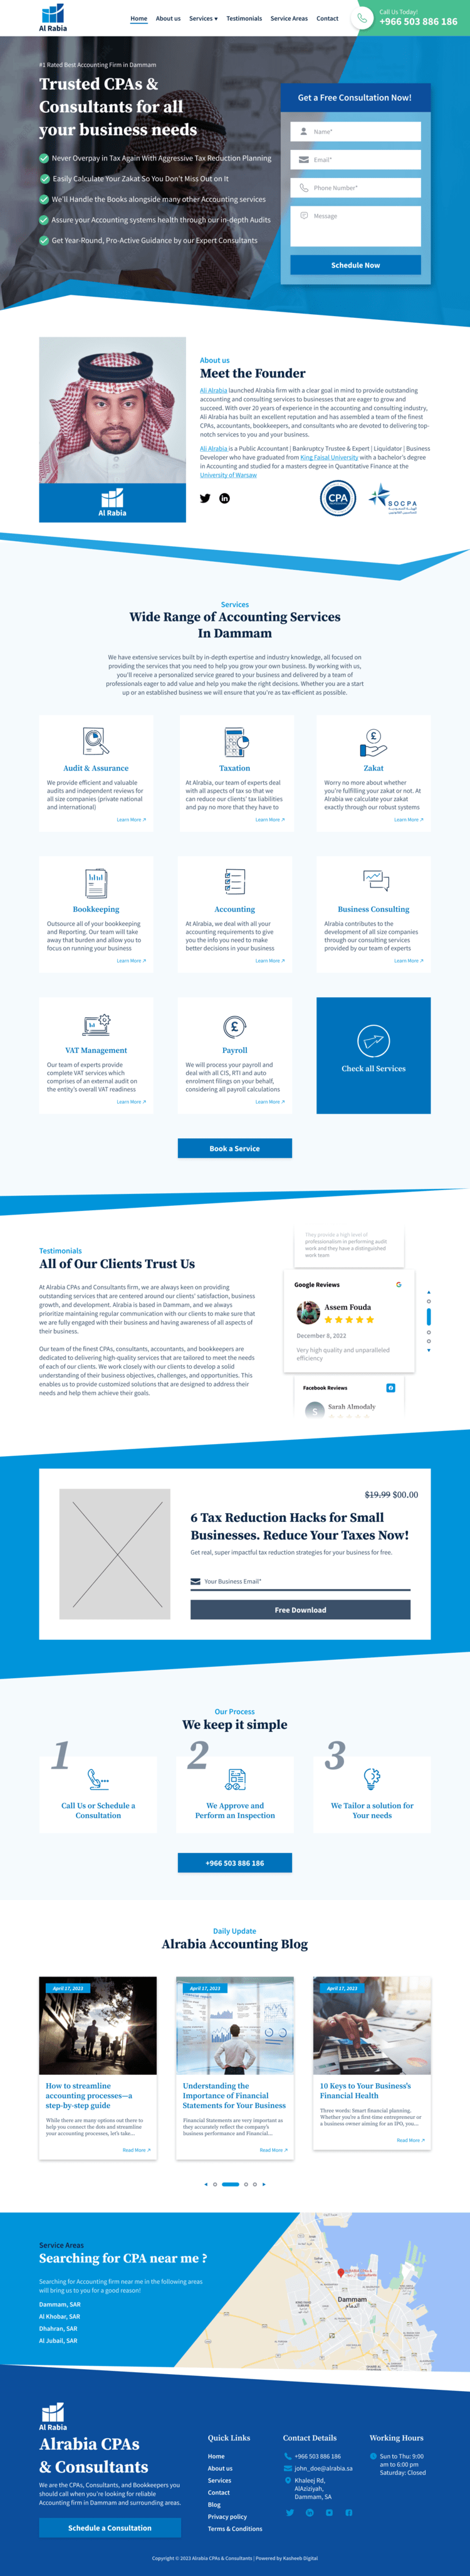 Al Rabia
Home
About us
Services ▾
Testimonials
Service Areas
Contact
Call Us Today!
+966 503 886 186
#1 Rated Best Accounting Firm in Dammam
Trusted CPAs &
Consultants for all
your business needs
Never Overpay in Tax Again With Aggressive Tax Reduction Planning
Easily Calculate Your Zakat So You Don't Miss Out on It
We'll Handle the Books alongside many other Accounting services
Assure your Accounting systems health through our in-depth Audits
Get Year-Round, Pro-Active Guidance by our Expert Consultants
Get a Free Consultation Now!
Name*
Email*
Phone Number*
Message
Schedule Now
Al Rabia
About us
Meet the Founder
Ali Alrabia launched Alrabia firm with a clear goal in mind to provide outstanding
accounting and consulting services to businesses that are eager to grow and
succeed. With over 20 years of experience in the accounting and consulting industry,
Ali Alrabia has built an excellent reputation and has assembled a team of the finest
CPAs, accountants, bookkeepers, and consultants who are devoted to delivering top-
notch services to you and your business.
Ali Alrabia is a Public Accountant | Bankruptcy Trustee & Expert | Liquidator | Business
Developer who have graduated from King Faisal University with a bachelor's degree
in Accounting and studied for a masters degree in Quantitative Finance at the
University of Warsaw
CPA
SOCPA
Services
Wide Range of Accounting Services
In Dammam
We have extensive services built by in-depth expertise and industry knowledge, all focused on
providing the services that you need to help you grow your own business. By working with us,
you'll receive a personalized service geared to your business and delivered by a team of
professionals eager to add value and help you make the right decisions. Whether you are a start
up or an established business we will ensure that you're as tax-efficient as possible.
Audit & Assurance
We provide efficient and valuable
audits and independent reviews for
all size companies (private national
and international)
Learn More ↗
Taxation
At Alrabia, our team of experts deal
with all aspects of tax so that we
can reduce our clients' tax liabilities
and pay no more that they have to
Learn More ↗
Zakat
Worry no more about whether
you're fulfilling your zakat or not. At
Alrabia we calculate your zakat
exactly through our robust systems
Learn More ↗
Bookkeeping
Outsource all of your bookkeeping
and Reporting. Our team will take
away that burden and allow you to
focus on running your business
Learn More ↗
Accounting
At Alrabia, we deal with all your
accounting requirements to give
you the info you need to make
better decisions in your business
Learn More ↗
Business Consulting
Alrabia contributes to the
development of all size companies
through our consulting services
provided by our team of experts
Learn More ↗
VAT Management
Our team of experts provide
complete VAT services which
comprises of an external audit on
the entity's overall VAT readiness
Learn More ↗
Payroll
We will process your payroll and
deal with all CIS, RTI and auto
enrolment filings on your behalf,
considering all payroll calculations
Learn More ↗
Check all Services
Book a Service
Testimonials
All of Our Clients Trust Us
At Alrabia CPAs and Consultants firm, we are always keen on providing
outstanding services that are centered around our clients' satisfaction, business
growth, and development. Alrabia is based in Dammam, and we always
prioritize maintaining regular communication with our clients to make sure that
we are fully engaged with their business and having awareness of all aspects of
their business.
Our team of the finest CPAs, consultants, accountants, and bookkeepers are
dedicated to delivering high-quality services that are tailored to meet the needs
of each of our clients. We work closely with our clients to develop a solid
understanding of their business objectives, challenges, and opportunities. This
enables us to provide customized solutions that are designed to address their
needs and help them achieve their goals.
They provide a high level of
professionalism in performing audit
work and they have a distinguished
work team
Google Reviews
Assem Fouda
December 8, 2022
Very high quality and unparalleled
efficiency
Facebook Reviews
S
Sarah Almodaly
$19.99 $00.00
6 Tax Reduction Hacks for Small
Businesses. Reduce Your Taxes Now!
Get real, super impactful tax reduction strategies for your business for free.
Your Business Email*
Free Download
Our Process
We keep it simple
1
Call Us or Schedule a
Consultation
2
We Approve and
Perform an Inspection
3
We Tailor a solution for
Your needs
+966 503 886 186
Daily Update
Alrabia Accounting Blog
April 17, 2023
How to streamline
accounting processes—a
step-by-step guide
While there are many options out there to
help you connect the dots and streamline
your accounting processes, let's take...
Read More ↗
April 17, 2023
Understanding the
Importance of Financial
Statements for Your Business
Financial Statements are very important as
they accurately reflect the company's
business performance and Financial...
Read More ↗
April 17, 2023
10 Keys to Your Business's
Financial Health
Three words: Smart financial planning.
Whether you're a first-time entrepreneur or
a business owner aiming for an IPO, you...
Read More ↗
Service Areas
Searching for CPA near me ?
Searching for Accounting firm near me in the following areas
will bring us to you for a good reason!
Dammam, SAR
Al Khobar, SAR
Dhahran, SAR
Al Jubail, SAR
Dammam
الدمام
Al Rabia
Alrabia CPAs
& Consultants
We are the CPAs, Consultants, and Bookkeepers you
should call when you're looking for reliable
Accounting firm in Dammam and surrounding areas.
Schedule a Consultation
Quick Links
Home
About us
Services
Contact
Blog
Privacy policy
Terms & Conditions
Contact Details
+966 503 886 186
john_doe@alrabia.sa
Khaleej Rd,
AlAziziyah,
Dammam, SA
Working Hours
Sun to Thu: 9:00
am to 6:00 pm
Saturday: Closed
Copyright © 2023 Alrabia CPAs & Consultants | Powered by Kasheeb Digital